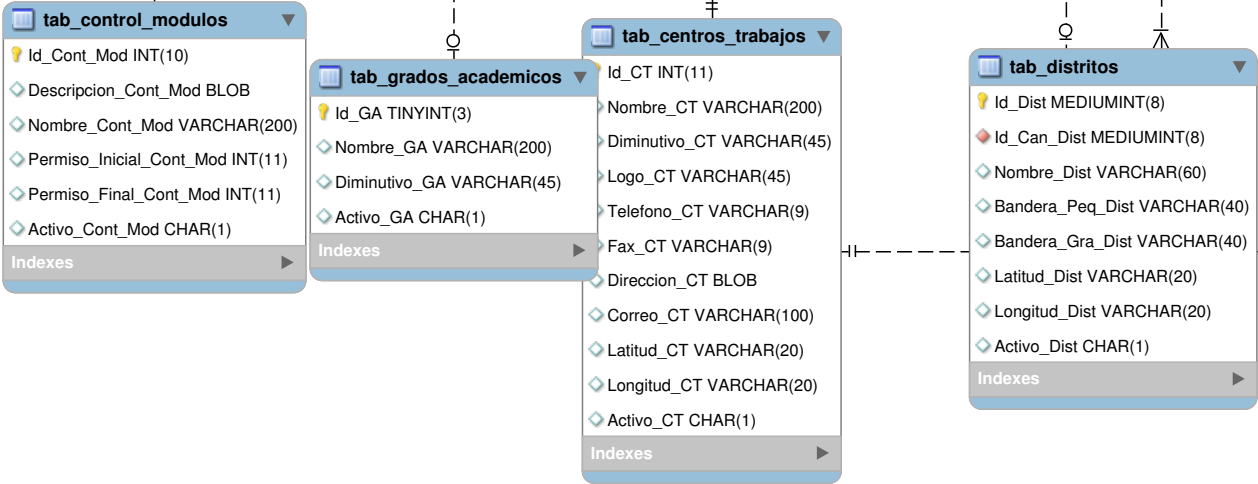 tab_control_modulos
Id_Cont_Mod INT(10)
Descripcion_Cont_Mod BLOB
Nombre_Cont_Mod VARCHAR(200)
Permiso_Inicial_Cont_Mod INT(11)
Permiso_Final_Cont_Mod INT(11)
Activo_Cont_Mod CHAR(1)
Indexes
tab_grados_academicos
Id_GA TINYINT(3)
Nombre_GA VARCHAR(200)
Diminutivo_GA VARCHAR(45)
Activo_GA CHAR(1)
Indexes
tab_centros_trabajos
Id_CT INT(11)
Nombre_CT VARCHAR(200)
Diminutivo_CT VARCHAR(45)
Logo_CT VARCHAR(45)
Telefono_CT VARCHAR(9)
Fax_CT VARCHAR(9)
Direccion_CT BLOB
Correo_CT VARCHAR(100)
Latitud_CT VARCHAR(20)
Longitud_CT VARCHAR(20)
Activo_CT CHAR(1)
Indexes
tab_distritos
Id_Dist MEDIUMINT(8)
Id_Can_Dist MEDIUMINT(8)
Nombre_Dist VARCHAR(60)
Bandera_Peq_Dist VARCHAR(40)
Bandera_Gra_Dist VARCHAR(40)
Latitud_Dist VARCHAR(20)
Longitud_Dist VARCHAR(20)
Activo_Dist CHAR(1)
Indexes